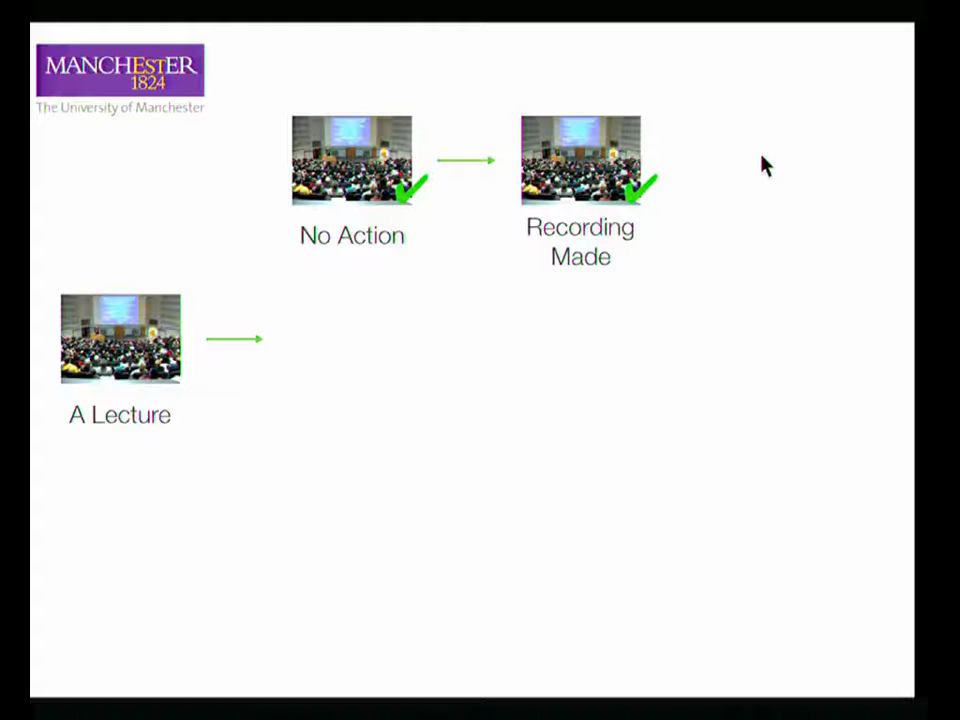 MANCHESTER
1824
The University of Manchester
No Action
Recording
Made
A Lecture